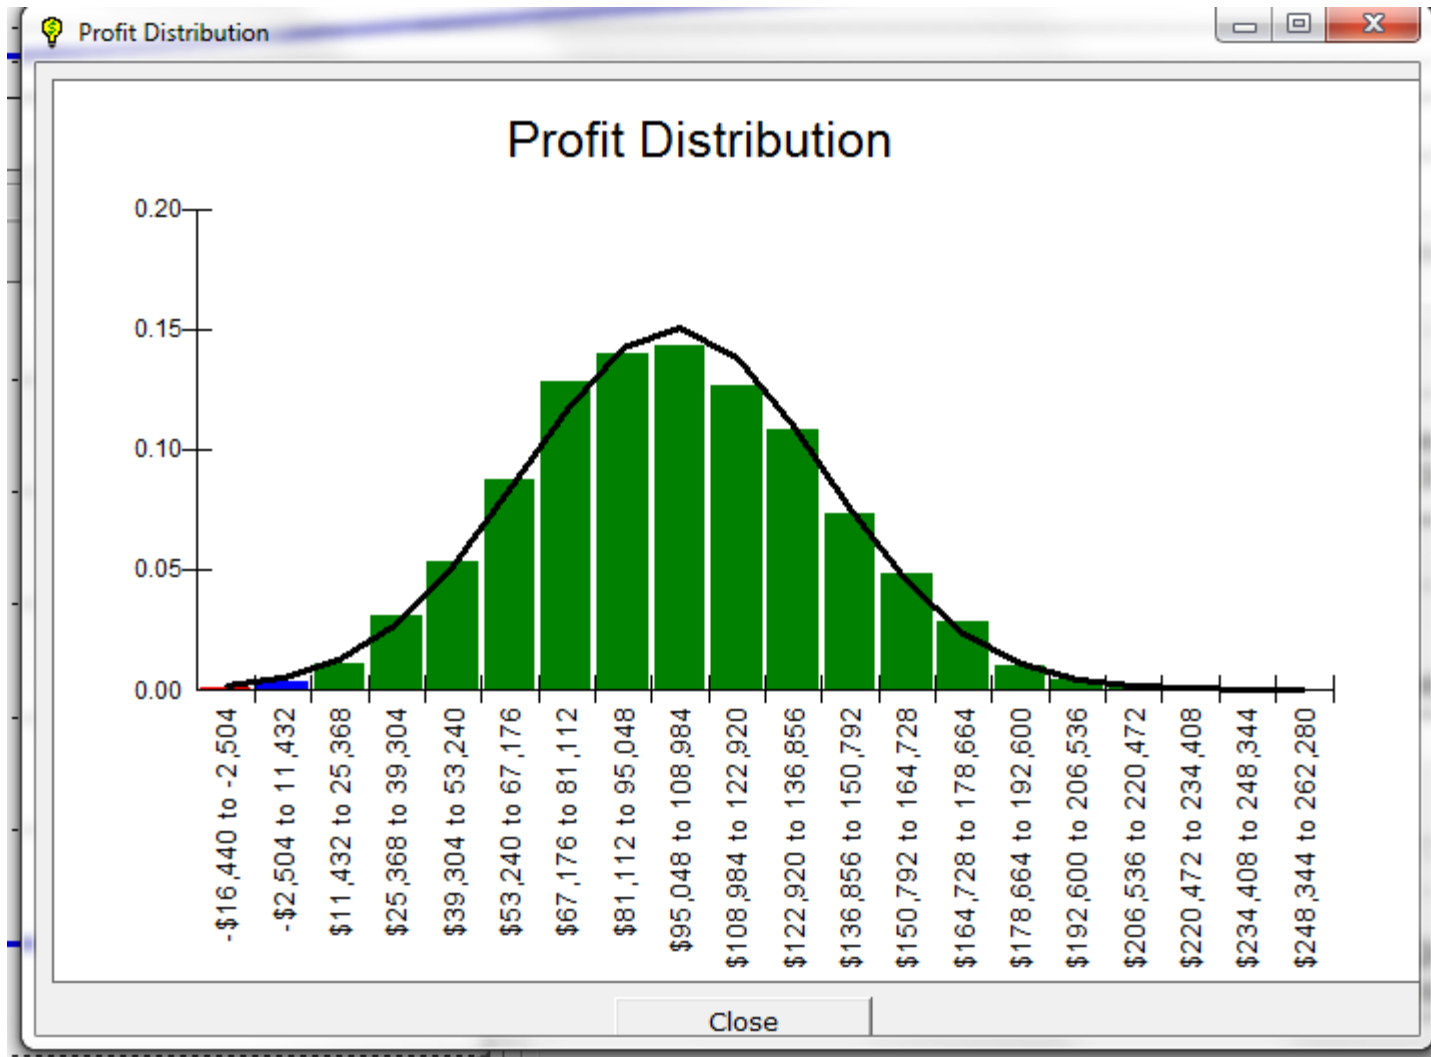 Profit Distribution
Profit Distribution
0.20
0.15
0.10
0.05
0.00
-$16,440 to -2,504
-$2,504 to 11,432
$11,432 to 25,368
$25,368 to 39,304
$39,304 to 53,240
$53,240 to 67,176
$67,176 to 81,112
$81,112 to 95,048
$95,048 to 108,984
$108,984 to 122,920
$122,920 to 136,856
$136,856 to 150,792
$150,792 to 164,728
$164,728 to 178,664
$178,664 to 192,600
$192,600 to 206,536
$206,536 to 220,472
$220,472 to 234,408
$234,408 to 248,344
$248,344 to 262,280
Close